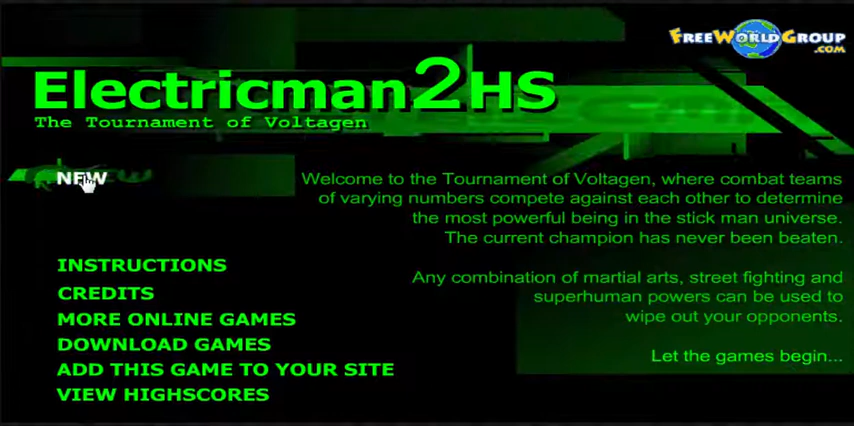 FREEWORLDGROUP
.COM
Electricman2HS
The Tournament of Voltagen
NEW
Welcome to the Tournament of Voltagen, where combat teams
of varying numbers compete against each other to determine
the most powerful being in the stick man universe.
The current champion has never been beaten.
Any combination of martial arts, street fighting and
superhuman powers can be used to
wipe out your opponents.
Let the games begin...
INSTRUCTIONS
CREDITS
MORE ONLINE GAMES
DOWNLOAD GAMES
ADD THIS GAME TO YOUR SITE
VIEW HIGHSCORES